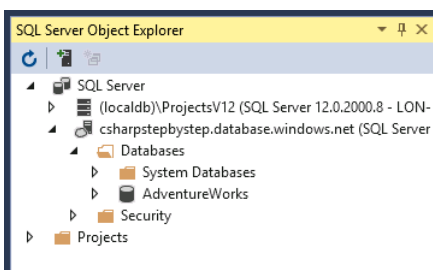 SQL Server Object Explorer
SQL Server
(localdb)\ProjectsV12 (SQL Server 12.0.2000.8 - LON-
csharpstepbystep.database.windows.net (SQL Server
Databases
System Databases
AdventureWorks
Security
Projects